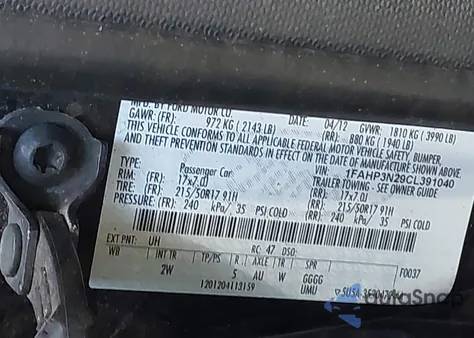 MFD. BY FORD MOTOR CO.
04/12 GVWR: 1810 KG (3990 LB)
GAWR: (FR): 972 KG (2143 LB) (RR): 880 KG (1940 LB)
THIS VEHICLE CONFORMS TO ALL APPLICABLE FEDERAL MOTOR VEHICLE SAFETY, BUMPER,
AND THEFT PREVENTION STANDARDS IN EFFECT ON THE DATE OF MANUFACTURE SHOWN ABOVE.
VIN: 1FAHP3N29CL391040
TYPE: Passenger Car TRAILER TOWING - SEE OWNER GUIDE
RIM: (FR): 17x7.0 (RR): 17x7.0
TIRE: (FR): 215/50R17 91H (RR): 215/50R17 91H
PRESSURE: (FR): 240 kPa/ 35 PSI COLD (RR): 240 kPa/ 35 PSI COLD
EXT PNT: UH RC: 47 DSO:
WB INT TR TP/PS R AXLE TR SPR F0037
2W 5 AU W GGGG
UMU
1201204113159
autoSnap